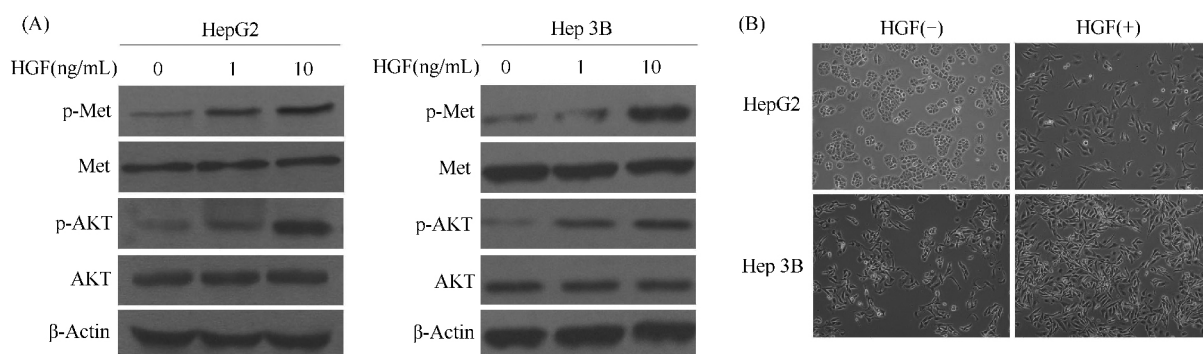 (A)
HepG2
Hep 3B
HGF(ng/mL) 0 1 10
HGF(ng/mL) 0 1 10
p-Met
p-Met
Met
Met
p-AKT
p-AKT
AKT
AKT
β-Actin
β-Actin
(B)
HGF(−) HGF(+)
HepG2
Hep 3B